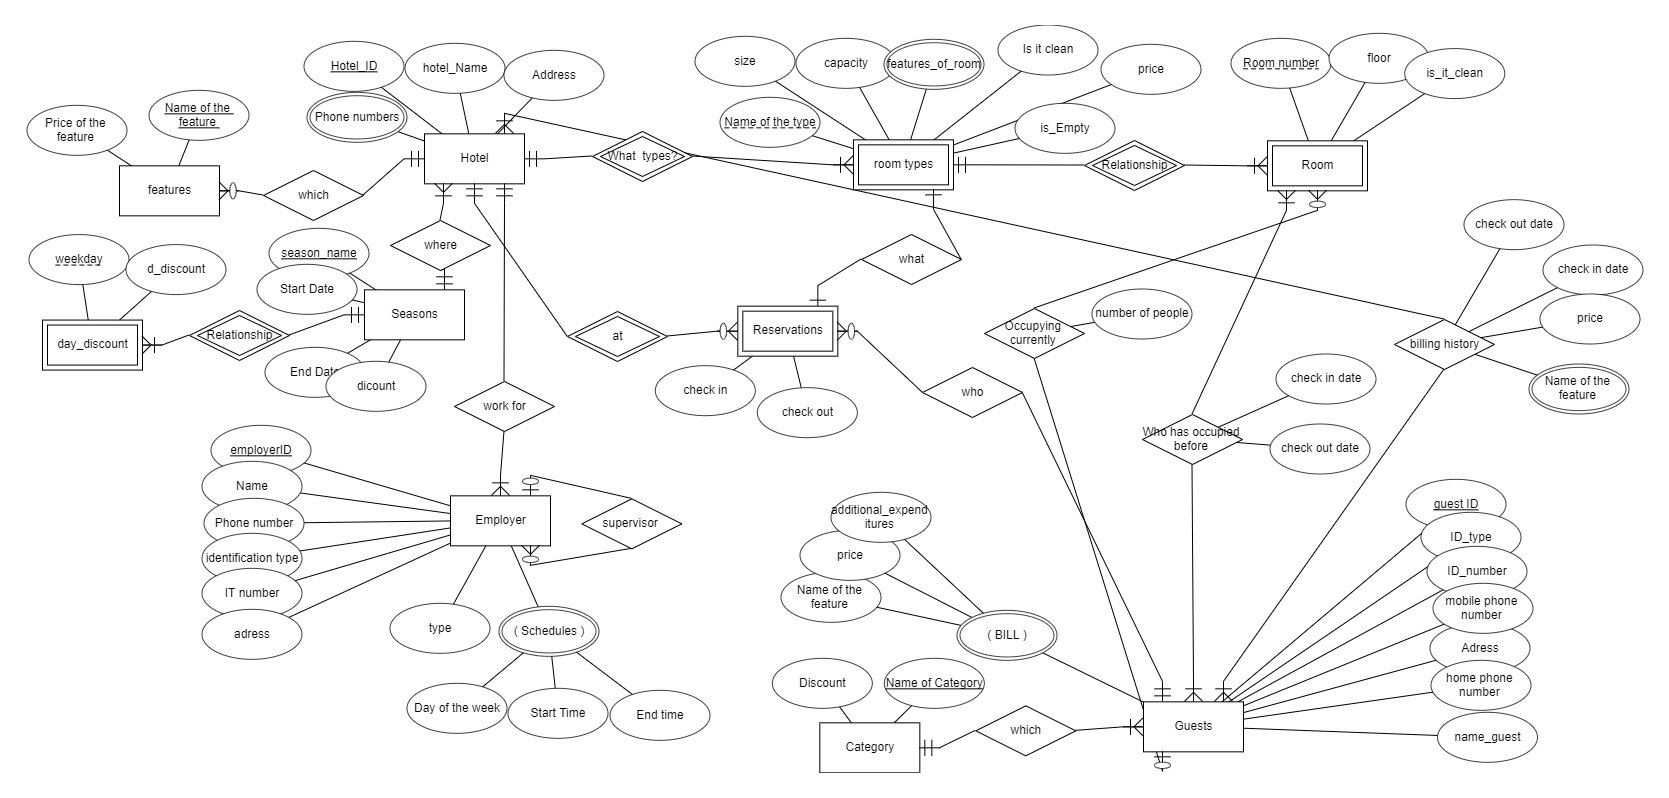 Hotel_ID
hotel_Name
Address
Phone numbers
Hotel
Price of the
feature
Name of the
feature
features
which
What types?
size
capacity
features_of_room
Is it clean
price
Name of the type
is_Empty
room types
Relationship
Room number
floor
is_it_clean
Room
weekday
d_discount
day_discount
Relationship
season_name
Start Date
Seasons
End Date
dicount
where
what
Reservations
at
check in
check out
who
work for
Occupying
currently
number of people
check out date
check in date
price
billing history
Name of the
feature
check in date
Who has occupied
before
check out date
employerID
Name
Phone number
identification type
IT number
adress
Employer
supervisor
type
( Schedules )
Day of the week
Start Time
End time
additional_expend
itures
price
Name of the
feature
( BILL )
Discount
Name of Category
Category
which
Guests
guest ID
ID_type
ID_number
mobile phone
number
Adress
home phone
number
name_guest